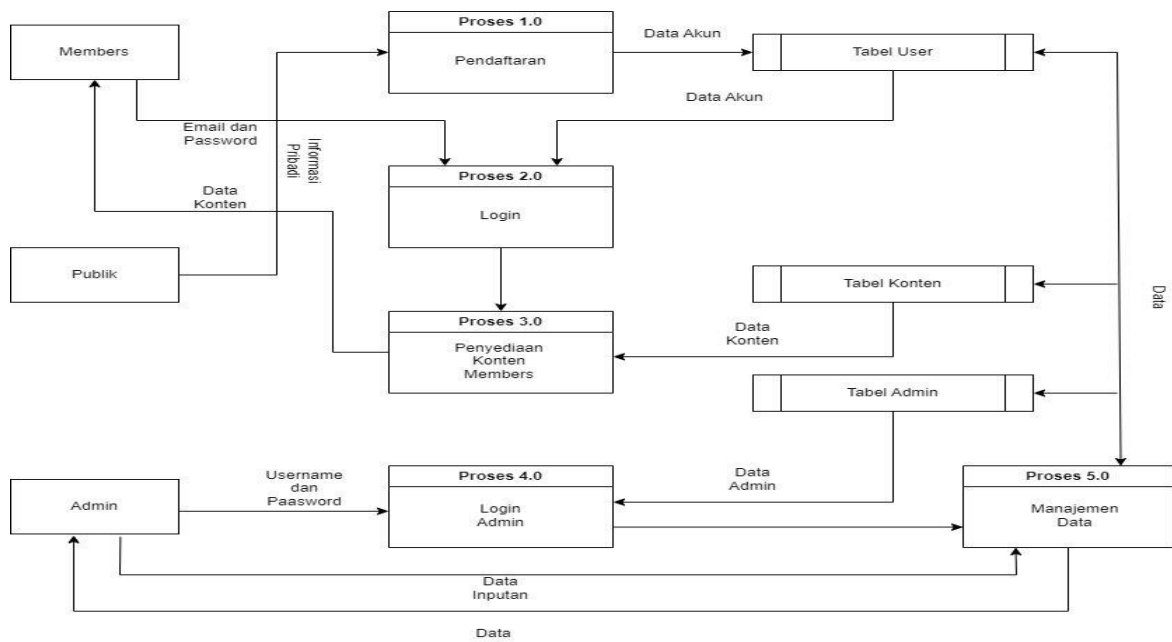 Proses 1.0
Members
Pendaftaran
Data Akun
Tabel User
Data Akun
Email dan
Password
Informasi
Pribadi
Proses 2.0
Login
Data
Konten
Publik
Tabel Konten
Data
Proses 3.0
Penyediaan
Konten
Members
Data
Konten
Tabel Admin
Username
dan
Paasword
Proses 4.0
Login
Admin
Data
Admin
Proses 5.0
Manajemen
Data
Admin
Data
Inputan
Data